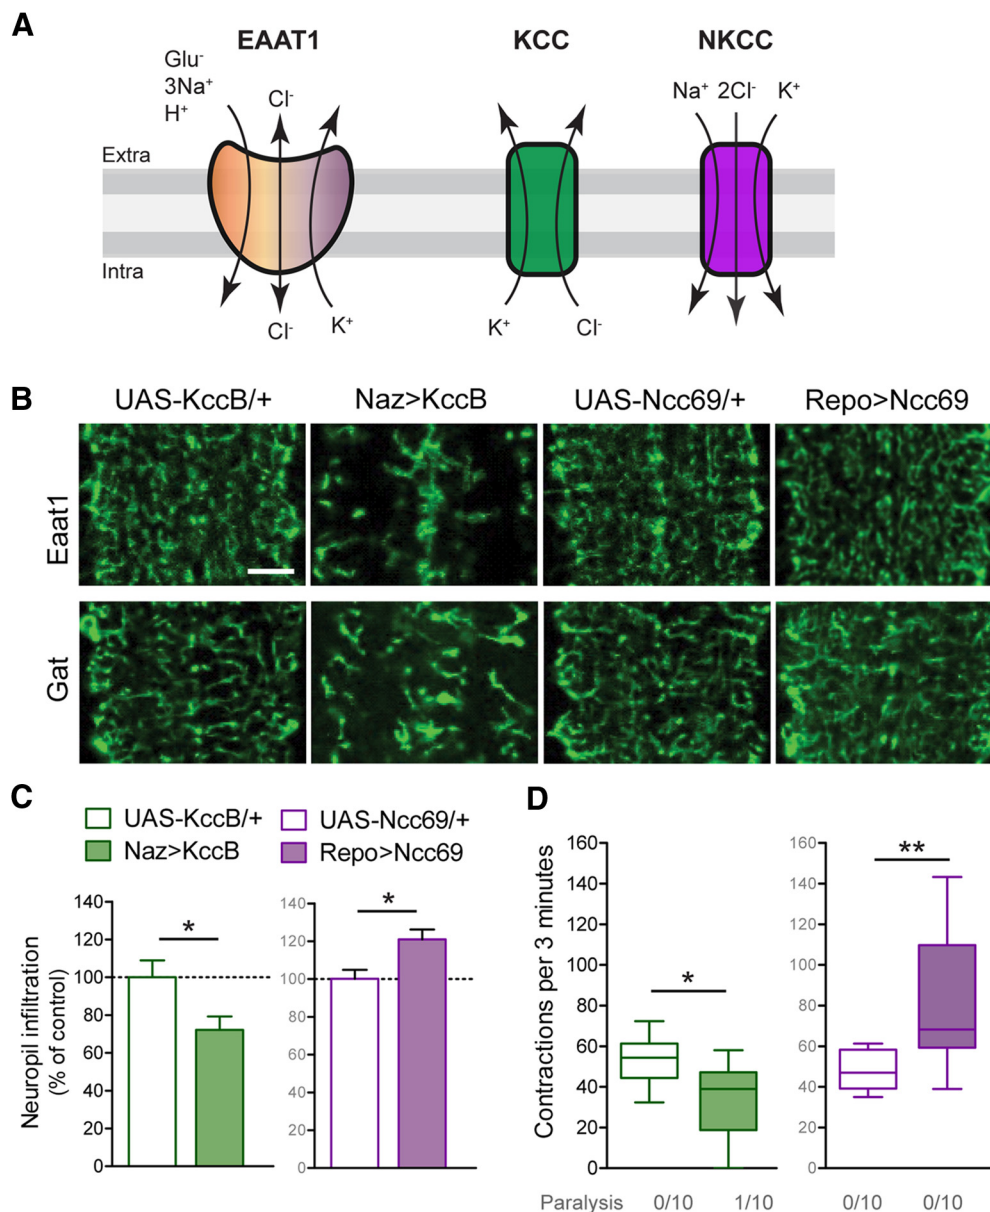 A
EAAT1
KCC
NKCC
Glu⁻
3Na⁺
H⁺
Cl⁻
Na⁺ 2Cl⁻ K⁺
Extra
Intra
Cl⁻
K⁺
K⁺
Cl⁻
B
UAS-KccB/+
Naz>KccB
UAS-Ncc69/+
Repo>Ncc69
Eaat1
Gat
C
UAS-KccB/+
UAS-Ncc69/+
Naz>KccB
Repo>Ncc69
Neuropil infiltration
(% of control)
140
120
100
80
60
40
20
0
*
140
120
100
80
60
40
20
0
*
D
Contractions per 3 minutes
160
140
120
100
80
60
40
20
0
*
160
140
120
100
80
60
40
20
0
**
Paralysis 0/10 1/10 0/10 0/10